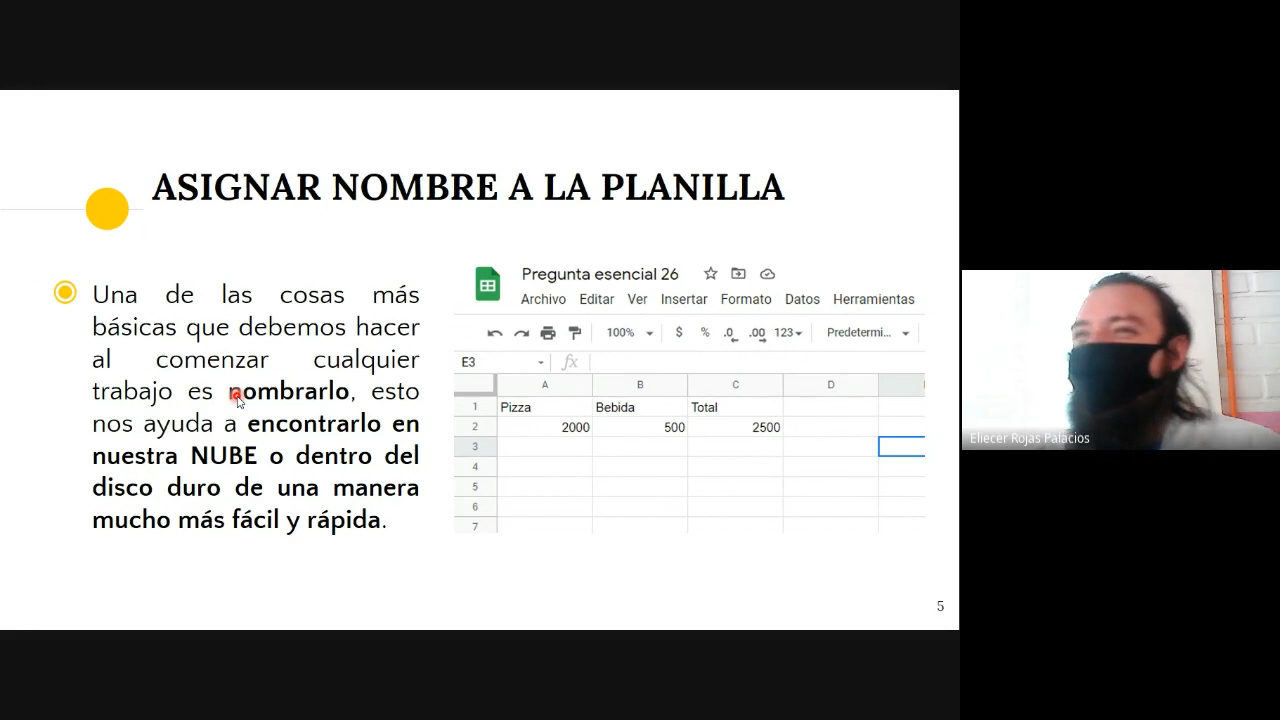 ASIGNAR NOMBRE A LA PLANILLA
Una de las cosas más
básicas que debemos hacer
al comenzar cualquier
trabajo es nombrarlo, esto
nos ayuda a encontrarlo en
nuestra NUBE o dentro del
disco duro de una manera
mucho más fácil y rápida.
Pregunta esencial 26
Archivo Editar Ver Insertar Formato Datos Herramientas
100% $ % .0 .00 123 Predetermi...
E3 fx
A B C D
1 Pizza Bebida Total
2 2000 500 2500
3
4
5
6
7
5
Eliecer Rojas Palacios